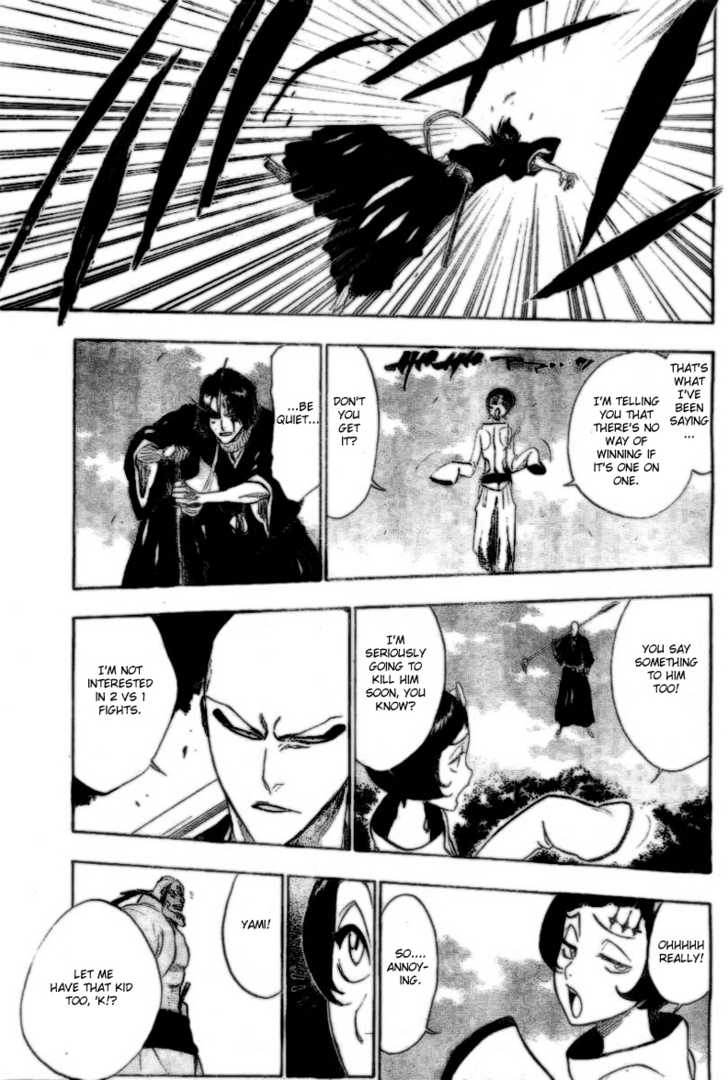 THAT'S
WHAT
I'VE
BEEN
SAYING
...
I'M TELLING
YOU THAT
THERE'S NO
WAY OF
WINNING IF
IT'S ONE ON
ONE.
DON'T
YOU
GET
IT?
...BE
QUIET...
YOU SAY
SOMETHING
TO HIM
TOO!
I'M
SERIOUSLY
GOING TO
KILL HIM
SOON, YOU
KNOW?
I'M NOT
INTERESTED
IN 2 VS 1
FIGHTS.
OHHHHH
REALLY!
SO....
ANNOY-
ING.
YAMI!
LET ME
HAVE THAT KID
TOO, 'K!?